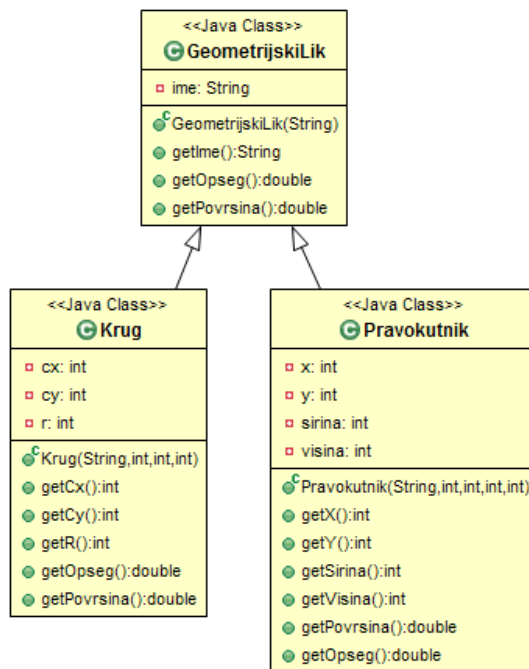 <<Java Class>>
GeometrijskiLik
ime: String
GeometrijskiLik(String)
getIme():String
getOpseg():double
getPovrsina():double
<<Java Class>>
Krug
cx: int
cy: int
r: int
Krug(String,int,int,int)
getCx():int
getCy():int
getR():int
getOpseg():double
getPovrsina():double
<<Java Class>>
Pravokutnik
x: int
y: int
sirina: int
visina: int
Pravokutnik(String,int,int,int,int)
getX():int
getY():int
getSirina():int
getVisina():int
getPovrsina():double
getOpseg():double